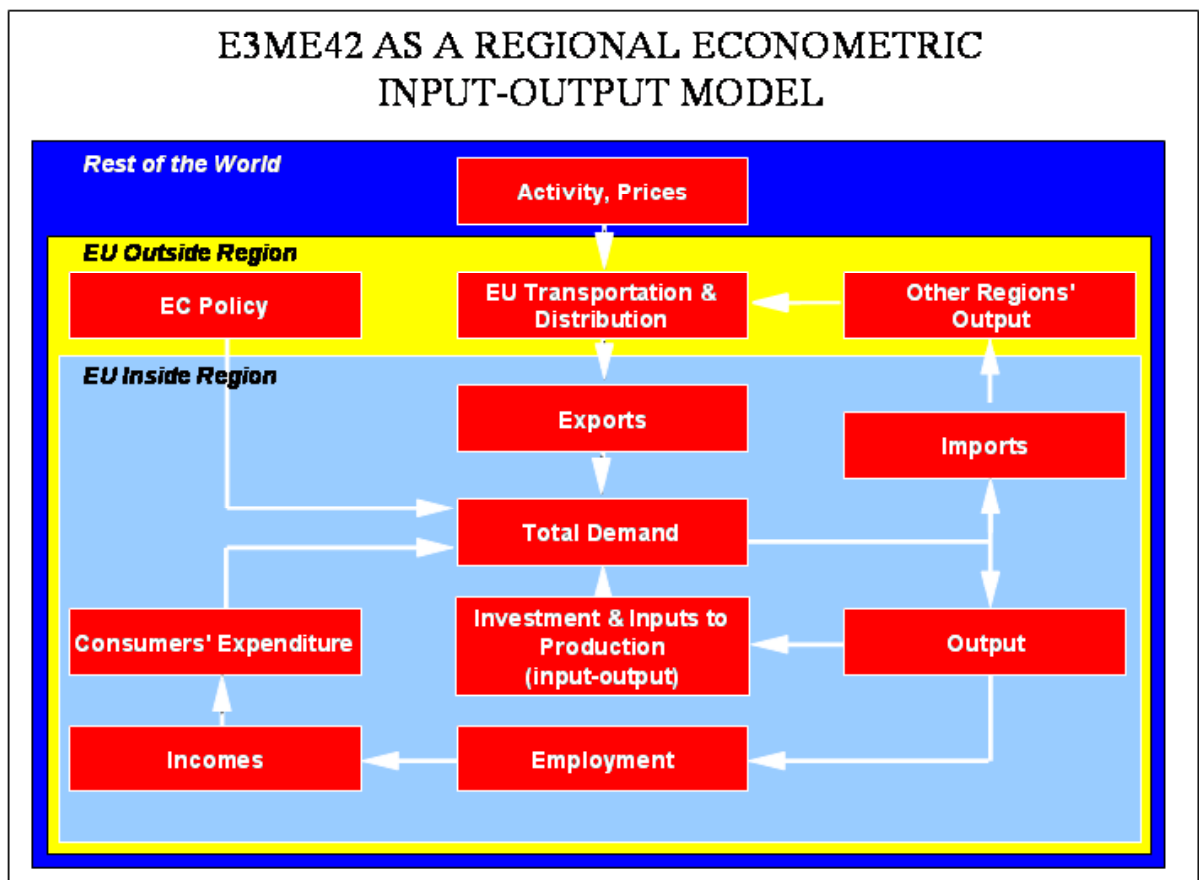 E3ME42 AS A REGIONAL ECONOMETRIC
INPUT-OUTPUT MODEL
Rest of the World
Activity, Prices
EU Outside Region
EC Policy
EU Transportation &
Distribution
Other Regions'
Output
EU Inside Region
Exports
Imports
Total Demand
Consumers' Expenditure
Investment & Inputs to
Production
(input-output)
Output
Incomes
Employment